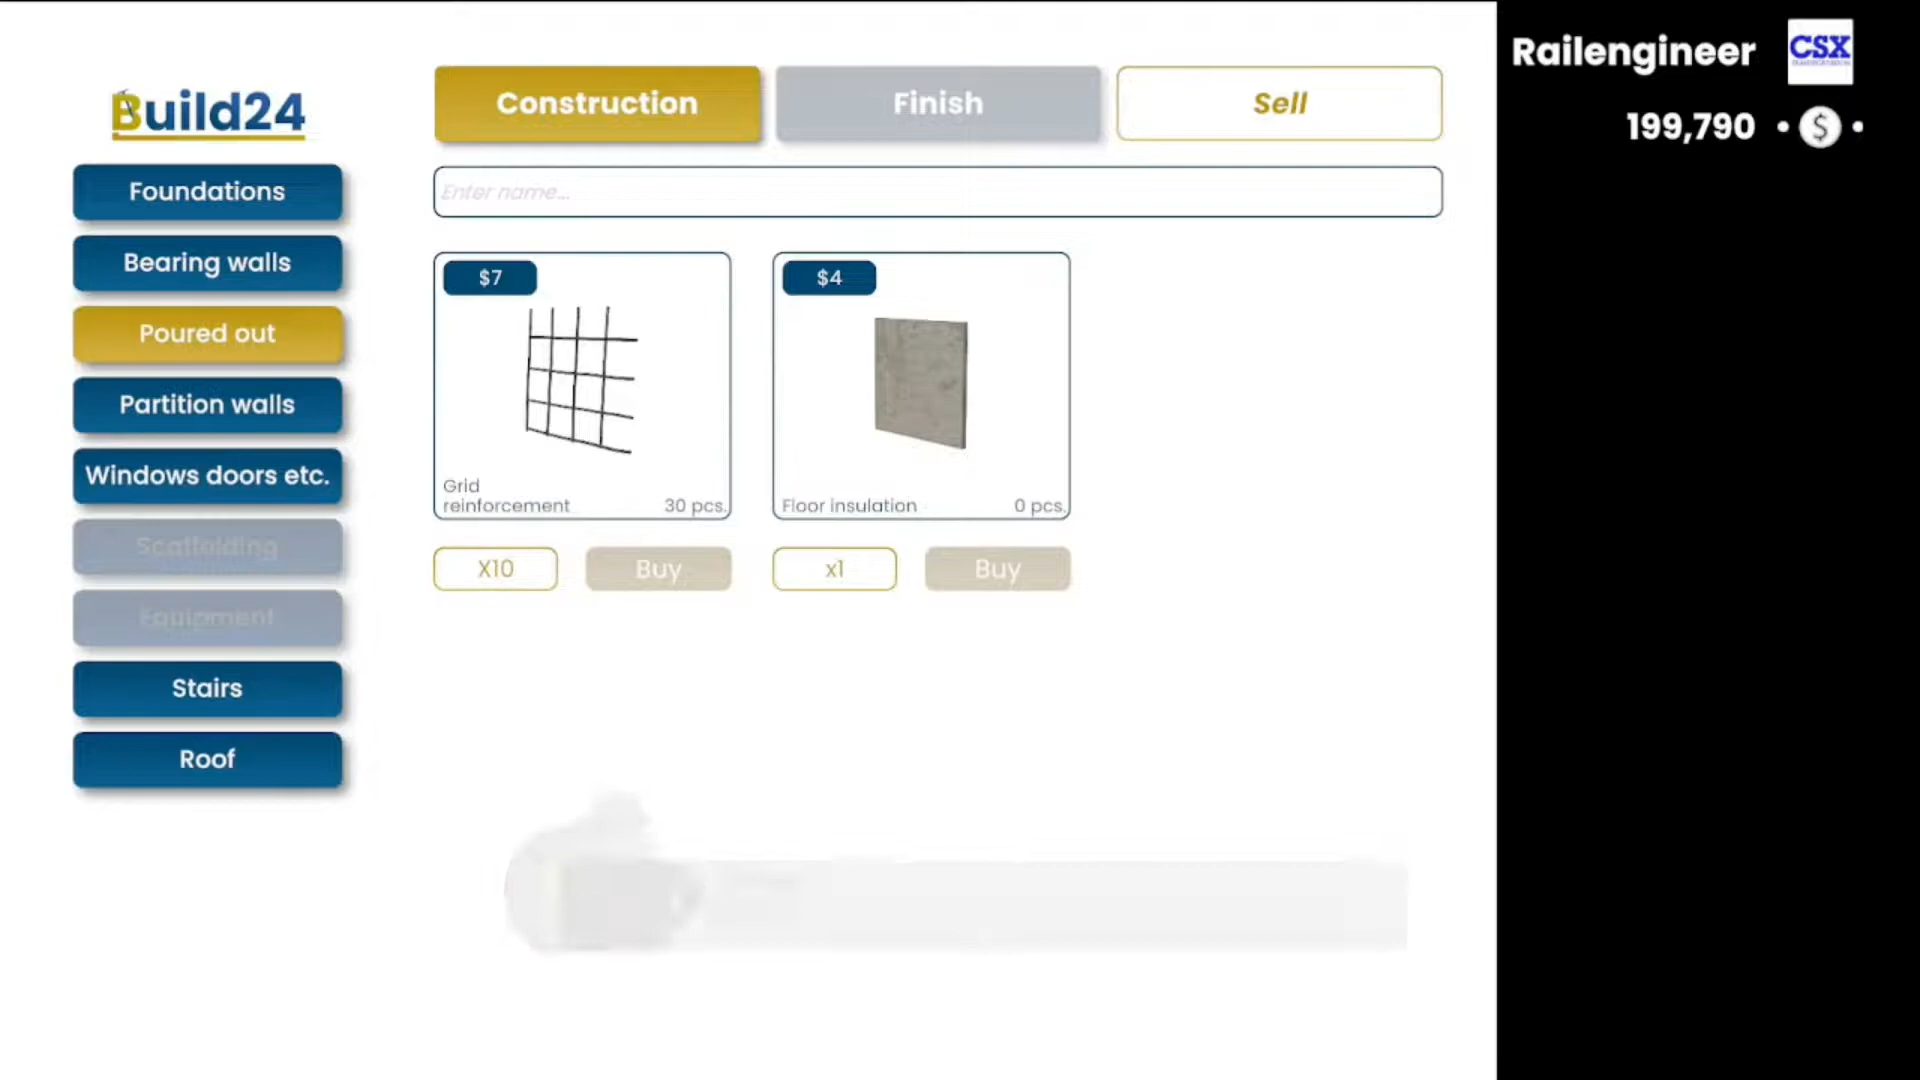 Build24
Foundations
Bearing walls
Poured out
Partition walls
Windows doors etc.
Scaffolding
Equipment
Stairs
Roof
Construction
Finish
Sell
Enter name...
$7
Grid
reinforcement
30 pcs.
X10
Buy
$4
Floor insulation
0 pcs.
x1
Buy
Railengineer
CSX
199,790
$